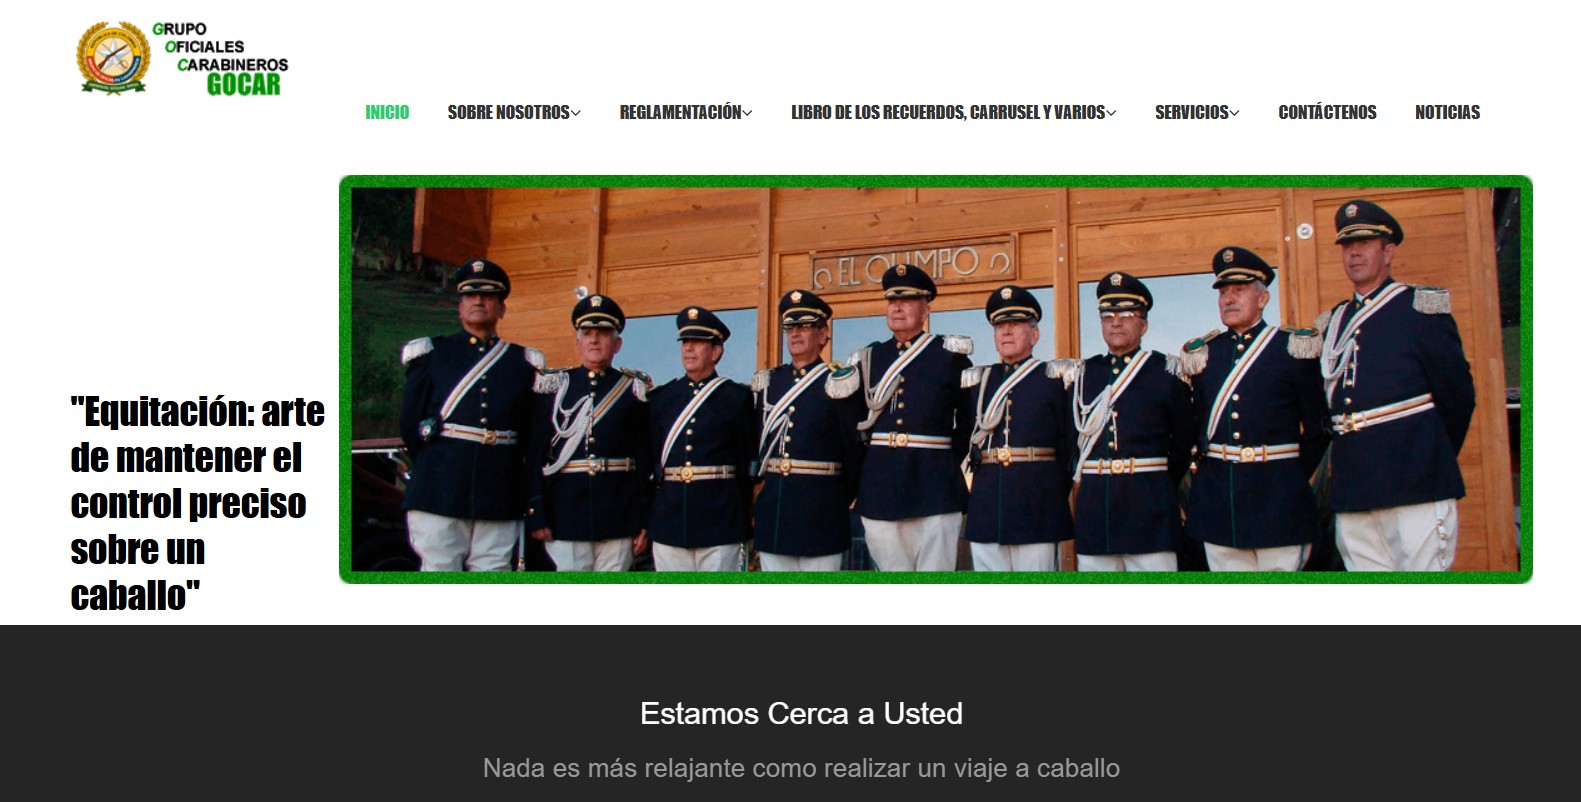 GRUPO
OFICIALES
CARABINEROS
GOCAR
INICIO SOBRE NOSOTROS REGLAMENTACIÓN LIBRO DE LOS RECUERDOS, CARRUSEL Y VARIOS SERVICIOS CONTÁCTENOS NOTICIAS
EL OLIMPO
"Equitación: arte
de mantener el
control preciso
sobre un
caballo"
Estamos Cerca a Usted
Nada es más relajante como realizar un viaje a caballo